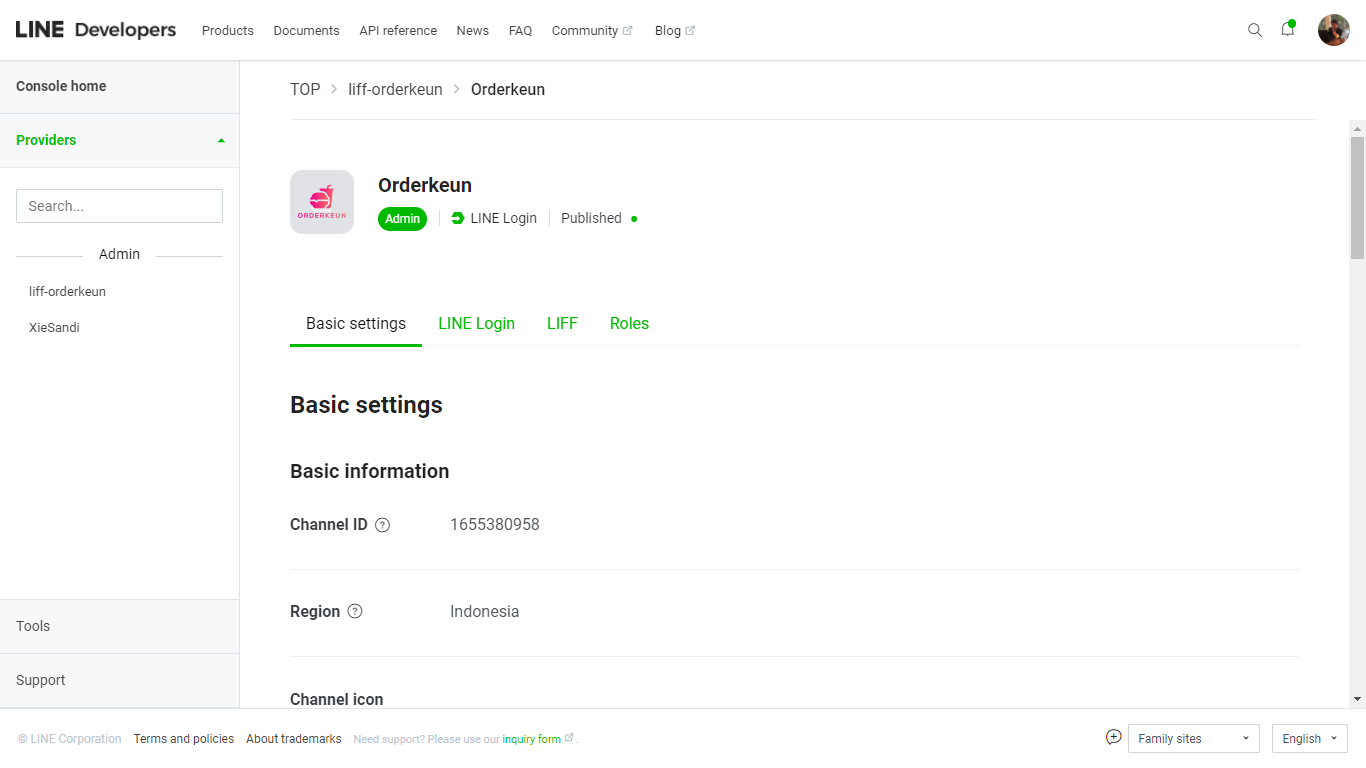 LINE Developers
Products Documents API reference News FAQ Community Blog
Console home
Providers
Search...
Admin
liff-orderkeun
XieSandi
Tools
Support
TOP > liff-orderkeun > Orderkeun
ORDERKEUN
Orderkeun
Admin LINE Login Published
Basic settings LINE Login LIFF Roles
Basic settings
Basic information
Channel ID ? 1655380958
Region ? Indonesia
Channel icon
© LINE Corporation Terms and policies About trademarks Need support? Please use our inquiry form . Family sites English